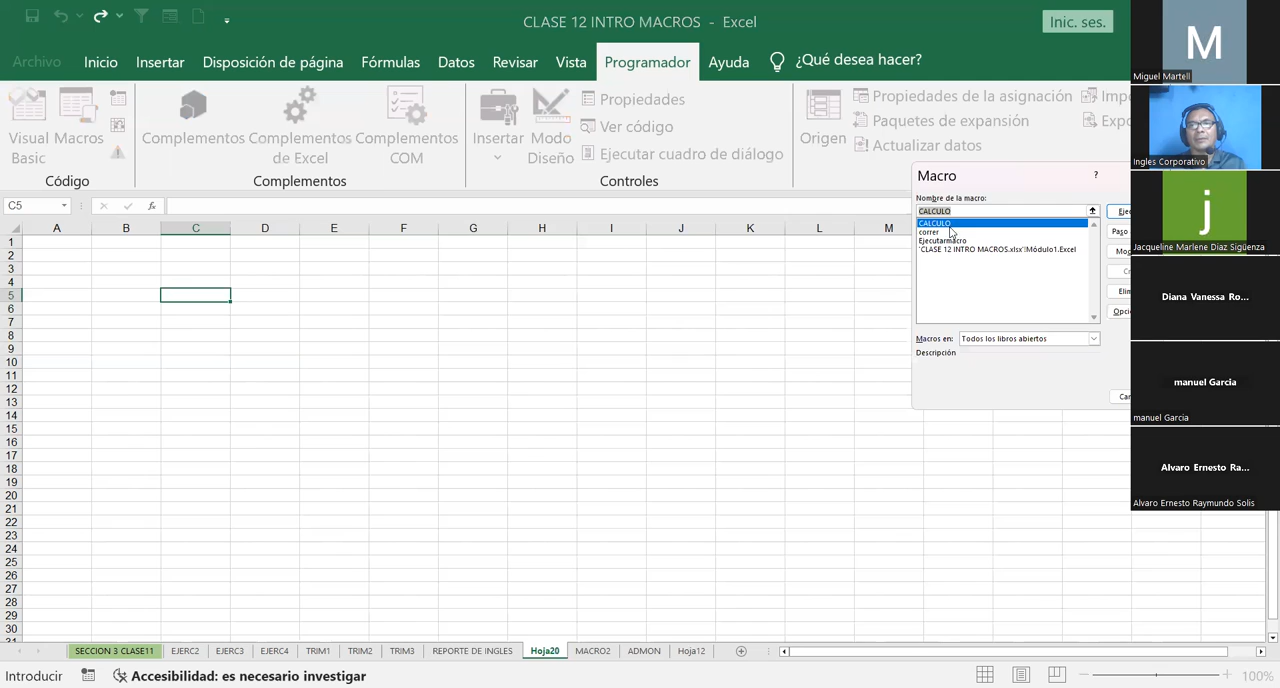 CLASE 12 INTRO MACROS - Excel
Inic. ses.
Archivo Inicio Insertar Disposición de página Fórmulas Datos Revisar Vista Programador Ayuda ¿Qué desea hacer?
Visual Basic
Macros
Código
Complementos
Complementos de Excel
Complementos COM
Complementos
Insertar
Modo Diseño
Propiedades
Ver código
Ejecutar cuadro de diálogo
Controles
Origen
Propiedades de la asignación
Paquetes de expansión
Actualizar datos
Impo
Expo
C5
fx
A B C D E F G H I J K L M
1
2
3
4
5
6
7
8
9
10
11
12
13
14
15
16
17
18
19
20
21
22
23
24
25
26
27
28
29
30
31
Macro ?
Nombre de la macro:
CALCULO
CALCULO
correr
Ejecutarmacro
'CLASE 12 INTRO MACROS.xlsx'!Módulo1.Excel
Ejec
Paso
Mo
Elim
Opci
Macros en: Todos los libros abiertos
Descripción
Can
M
Miguel Martell
Ingles Corporativo
j
Jacqueline Marlene Diaz Sigüenza
Diana Vanessa Ro...
manuel Garcia
manuel Garcia
Alvaro Ernesto Ra...
Alvaro Ernesto Raymundo Solis
SECCION 3 CLASE11 EJERC2 EJERC3 EJERC4 TRIM1 TRIM2 TRIM3 REPORTE DE INGLES Hoja20 MACRO2 ADMON Hoja12
Introducir Accesibilidad: es necesario investigar 100%